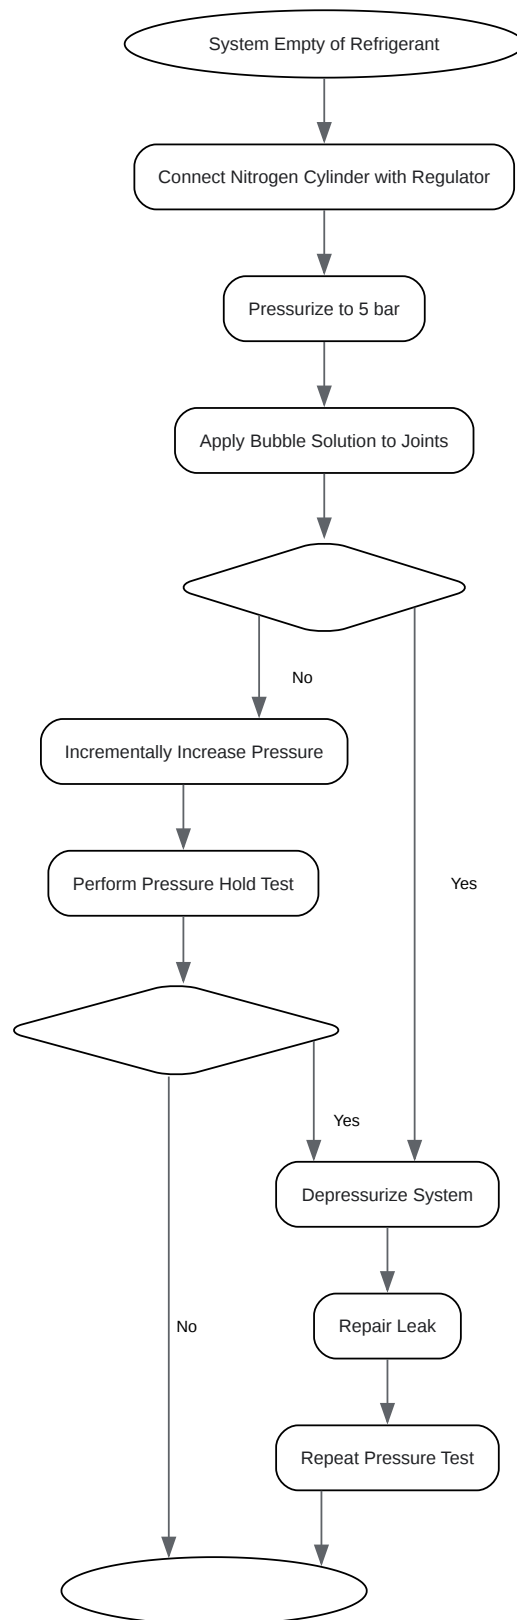 System Empty of Refrigerant
Connect Nitrogen Cylinder with Regulator
Pressurize to 5 bar
Apply Bubble Solution to Joints
No
Incrementally Increase Pressure
Perform Pressure Hold Test
Yes
Yes
Depressurize System
No
Repair Leak
Repeat Pressure Test